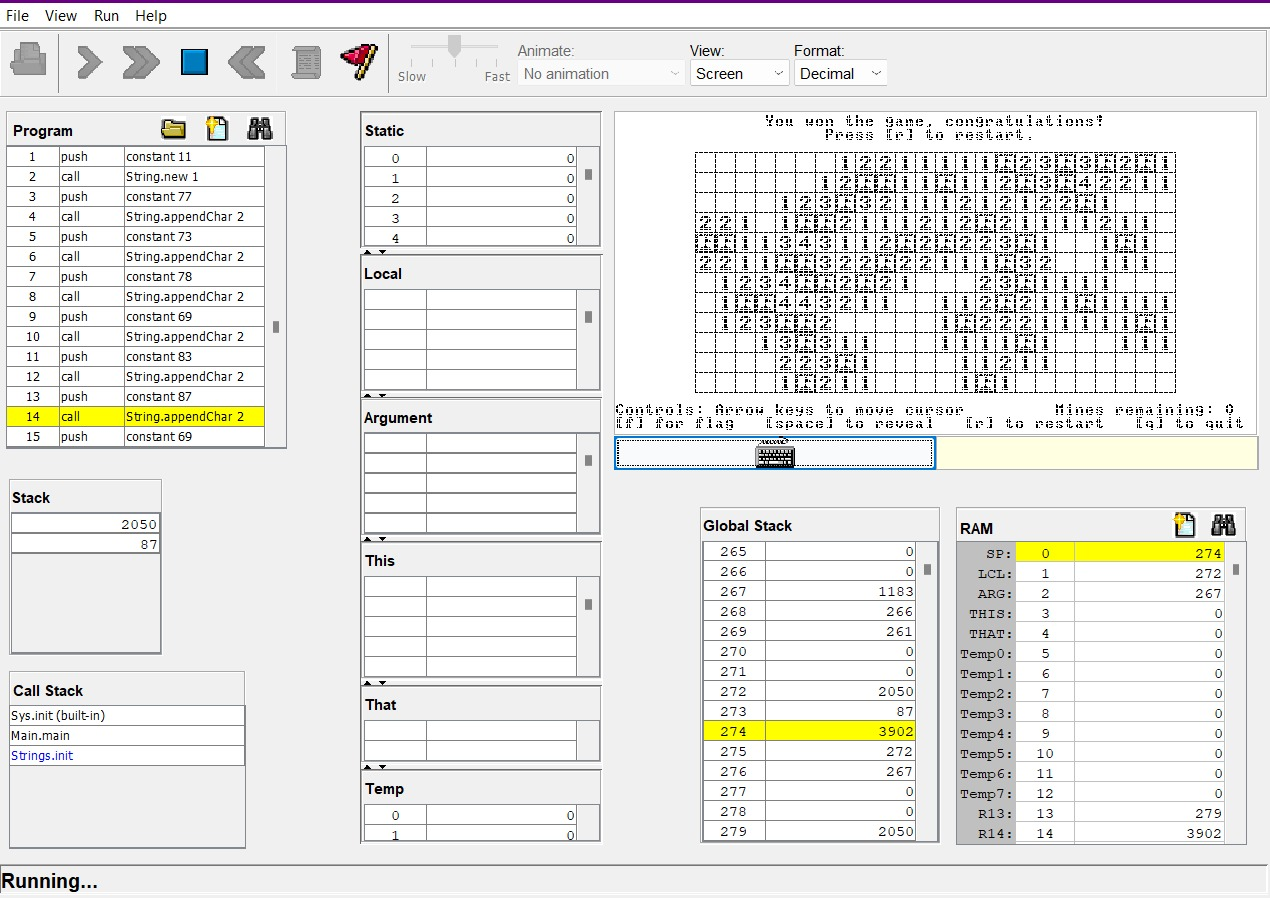 File View Run Help
Slow Fast
Animate:
No animation
View:
Screen
Format:
Decimal
Program
1 push constant 11
2 call String.new 1
3 push constant 77
4 call String.appendChar 2
5 push constant 73
6 call String.appendChar 2
7 push constant 78
8 call String.appendChar 2
9 push constant 69
10 call String.appendChar 2
11 push constant 83
12 call String.appendChar 2
13 push constant 87
14 call String.appendChar 2
15 push constant 69
Stack
2050
87
Call Stack
Sys.init (built-in)
Main.main
Strings.init
Static
0 0
1 0
2 0
3 0
4 0
Local
Argument
This
That
Temp
0 0
1 0
You won the game, congratulations!
Press [r] to restart.
Controls: Arrow keys to move cursor Mines remaining: 0
[f] for flag [space] to reveal [r] to restart [q] to quit
Global Stack
265 0
266 0
267 1183
268 266
269 261
270 0
271 0
272 2050
273 87
274 3902
275 272
276 267
277 0
278 0
279 2050
RAM
SP: 0 274
LCL: 1 272
ARG: 2 267
THIS: 3 0
THAT: 4 0
Temp0: 5 0
Temp1: 6 0
Temp2: 7 0
Temp3: 8 0
Temp4: 9 0
Temp5: 10 0
Temp6: 11 0
Temp7: 12 0
R13: 13 279
R14: 14 3902
Running...